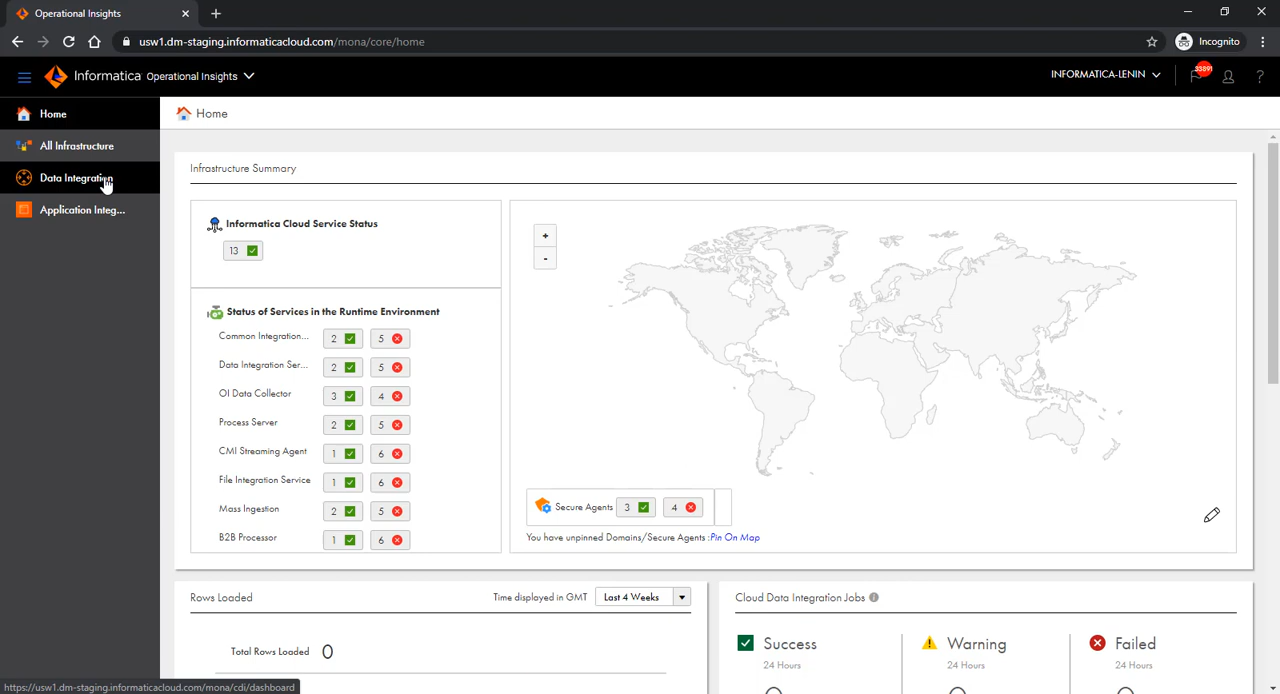 Operational Insights
usw1.dm-staging.informaticacloud.com/mona/core/home
Incognito
Informatica Operational Insights
INFORMATICA-LENIN
33891
?
Home
All Infrastructure
Data Integration
Application Integ...
Home
Infrastructure Summary
Informatica Cloud Service Status
13
Status of Services in the Runtime Environment
Common Integration... 2 5
Data Integration Ser... 2 5
OI Data Collector 3 4
Process Server 2 5
CMI Streaming Agent 1 6
File Integration Service 1 6
Mass Ingestion 2 5
B2B Processor 1 6
+
-
Secure Agents 3 4
You have unpinned Domains/Secure Agents :Pin On Map
Rows Loaded
Time displayed in GMT Last 4 Weeks
Total Rows Loaded 0
Cloud Data Integration Jobs
Success
24 Hours
Warning
24 Hours
Failed
24 Hours
https://usw1.dm-staging.informaticacloud.com/mona/cdi/dashboard